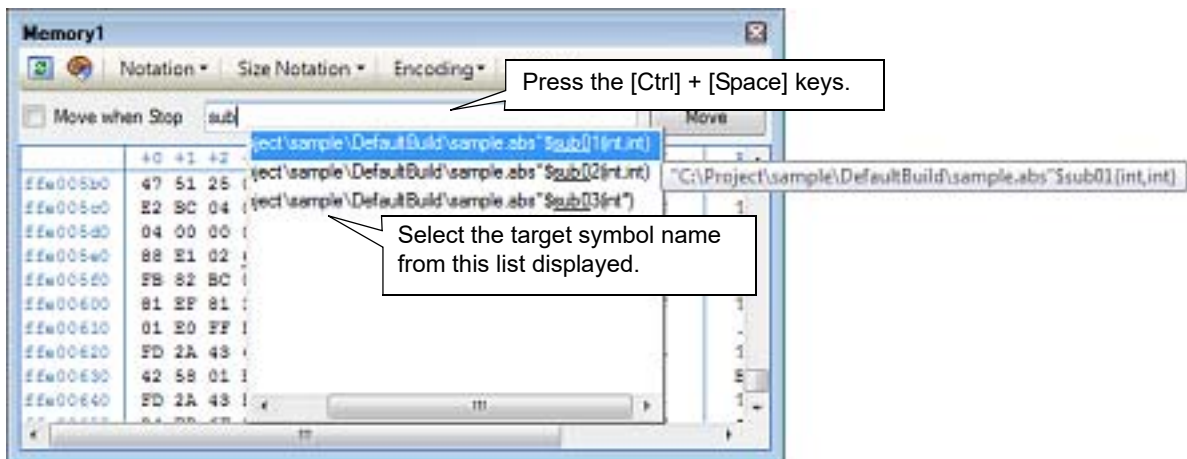 Memory1
Notation Size Notation Encoding
Press the [Ctrl] + [Space] keys.
Move when Stop sub Move
+0 +1 +2
ject\sample\DefaultBuild\sample.abs"$sub01(int,int)
ject\sample\DefaultBuild\sample.abs"$sub02(int,int)
"C:\Project\sample\DefaultBuild\sample.abs"$sub01(int,int)
ject\sample\DefaultBuild\sample.abs"$sub03(int*)
Select the target symbol name
from this list displayed.
ffe005b0 47 51 25
ffe005c0 E2 BC 04
ffe005d0 04 00 00
ffe005e0 88 E1 02
ffe005f0 FB 82 BC
ffe00600 81 EF 81
ffe00610 01 E0 FF
ffe00620 FD 2A 43
ffe00630 42 58 01
ffe00640 FD 2A 43